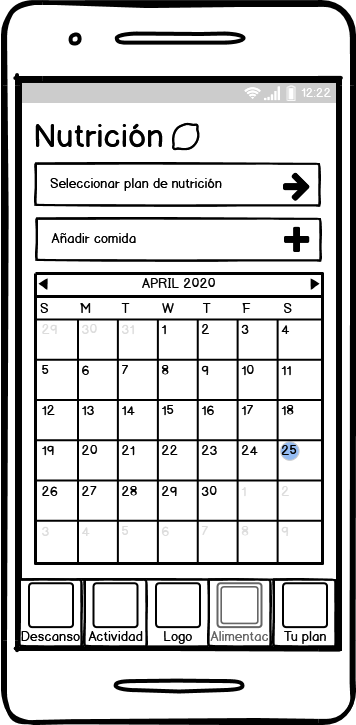 12:22
Nutrición
Seleccionar plan de nutrición
Añadir comida
APRIL 2020
S M T W T F S
29 30 31 1 2 3 4
5 6 7 8 9 10 11
12 13 14 15 16 17 18
19 20 21 22 23 24 25
26 27 28 29 30 1 2
3 4 5 6 7 8 9
Descanso Actividad Logo Alimentac Tu plan